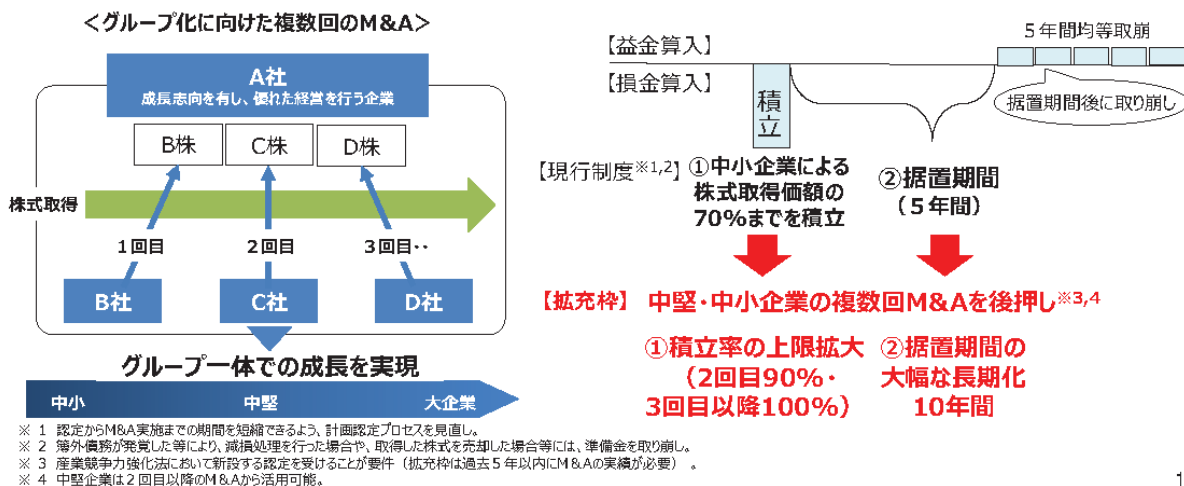 ＜グループ化に向けた複数回のM&A＞
A社
成長志向を有し、優れた経営を行う企業
B株
C株
D株
株式取得
1回目
2回目
3回目・・
B社
C社
D社
グループ一体での成長を実現
中小
中堅
大企業
【益金算入】
【損金算入】
5年間均等取崩
積立
据置期間後に取り崩し
【現行制度※1,2】
①中小企業による
株式取得価額の
70％までを積立
②据置期間
（５年間）
【拡充枠】 中堅・中小企業の複数回M&Aを後押し※3,4
①積立率の上限拡大
（2回目90％・
3回目以降100％）
②据置期間の
大幅な長期化
10年間
※ 1 認定からM&A実施までの期間を短縮できるよう、計画認定プロセスを見直し。
※ 2 簿外債務が発覚した等により、減損処理を行った場合や、取得した株式を売却した場合等には、準備金を取り崩し。
※ 3 産業競争力強化法において新設する認定を受けることが要件（拡充枠は過去５年以内にM&Aの実績が必要）。
※ 4 中堅企業は２回目以降のM&Aから活用可能。
1